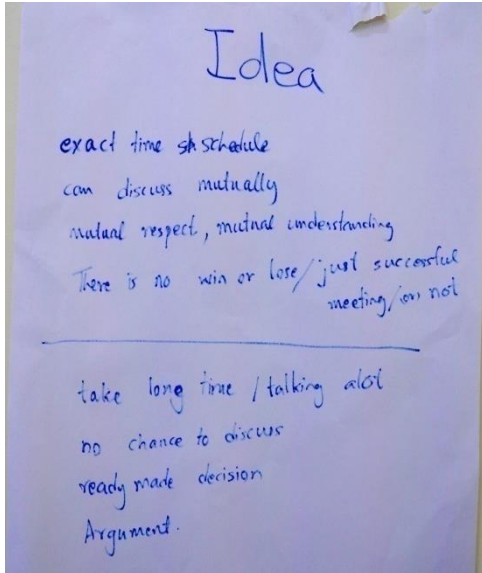 Idea
exact time sh schedule
can discuss mutually
mutual respect, mutual understanding
There is no win or lose/just successful
meeting/or not
take long time / talking alot
no chance to discuss
ready made decision
Argument.